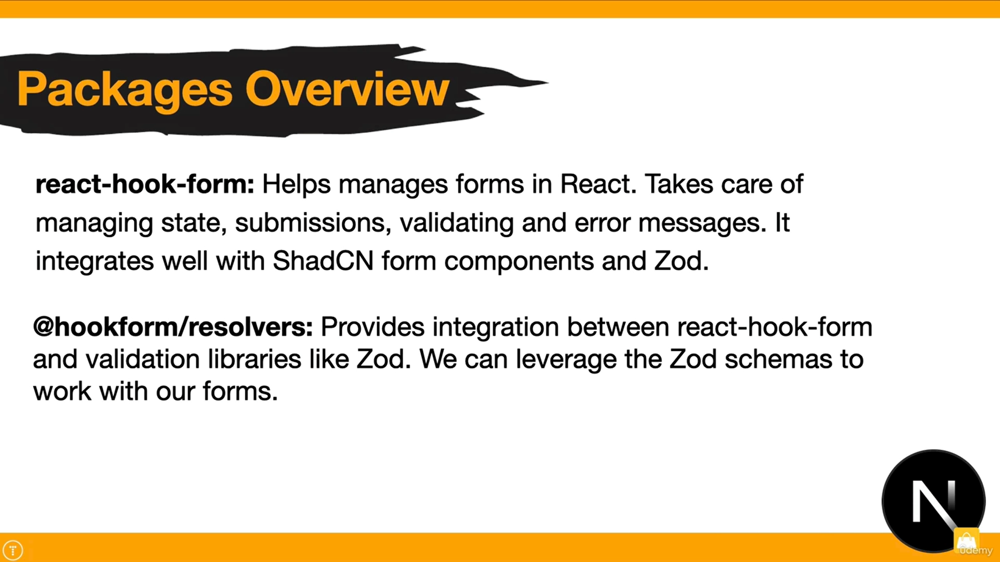 Packages Overview
react-hook-form: Helps manages forms in React. Takes care of
managing state, submissions, validating and error messages. It
integrates well with ShadCN form components and Zod.
@hookform/resolvers: Provides integration between react-hook-form
and validation libraries like Zod. We can leverage the Zod schemas to
work with our forms.
N
T
ûdemy